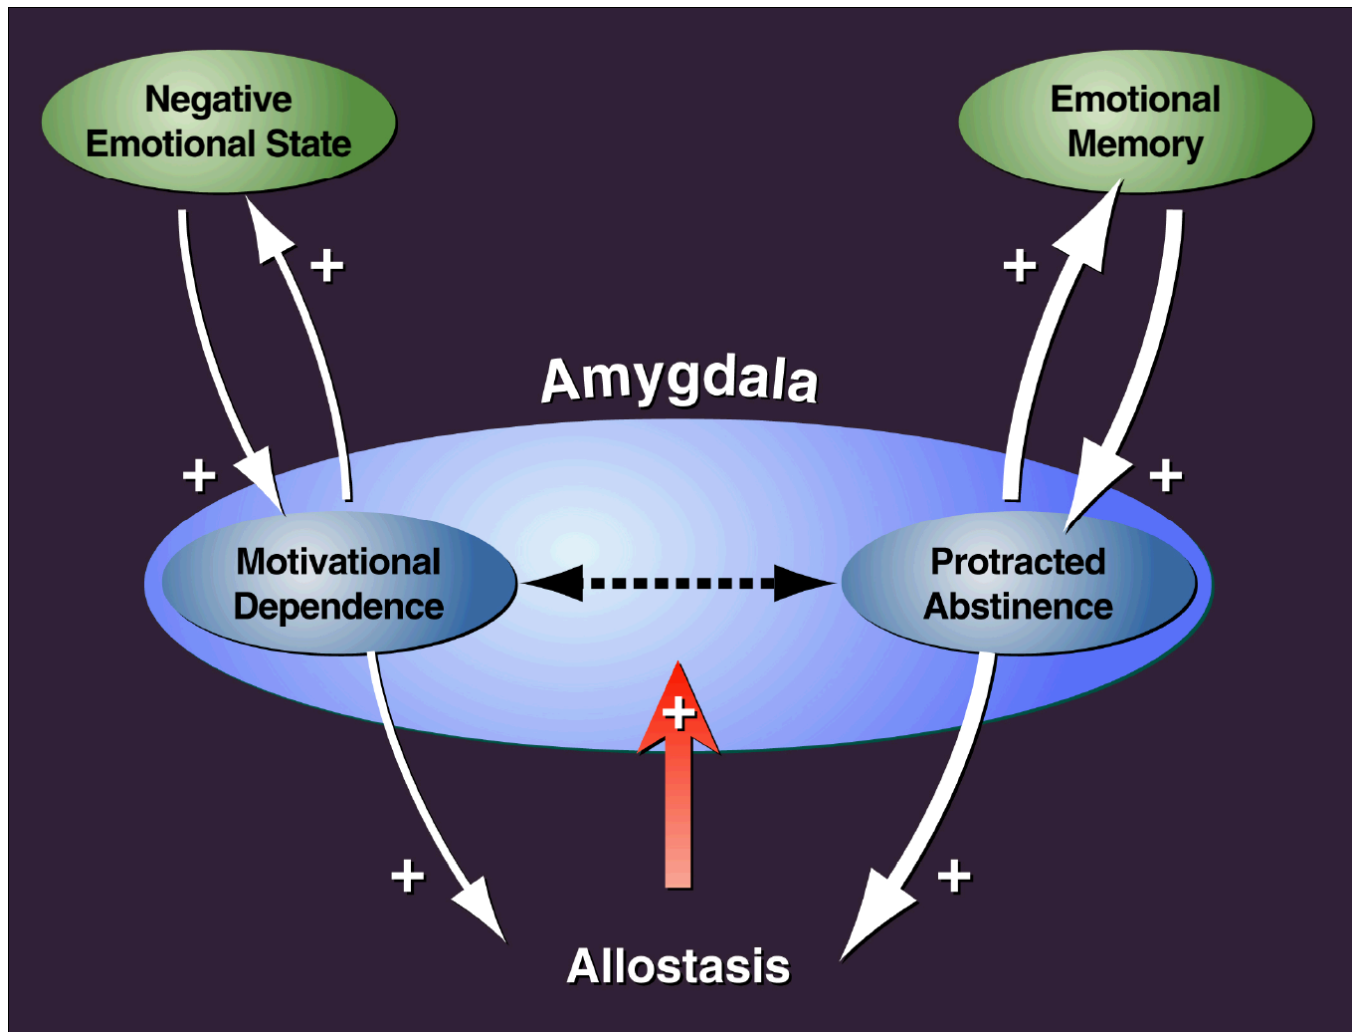 Negative
Emotional State
Emotional
Memory
+
+
Amygdala
+
+
Motivational
Dependence
Protracted
Abstinence
+
+
+
Allostasis